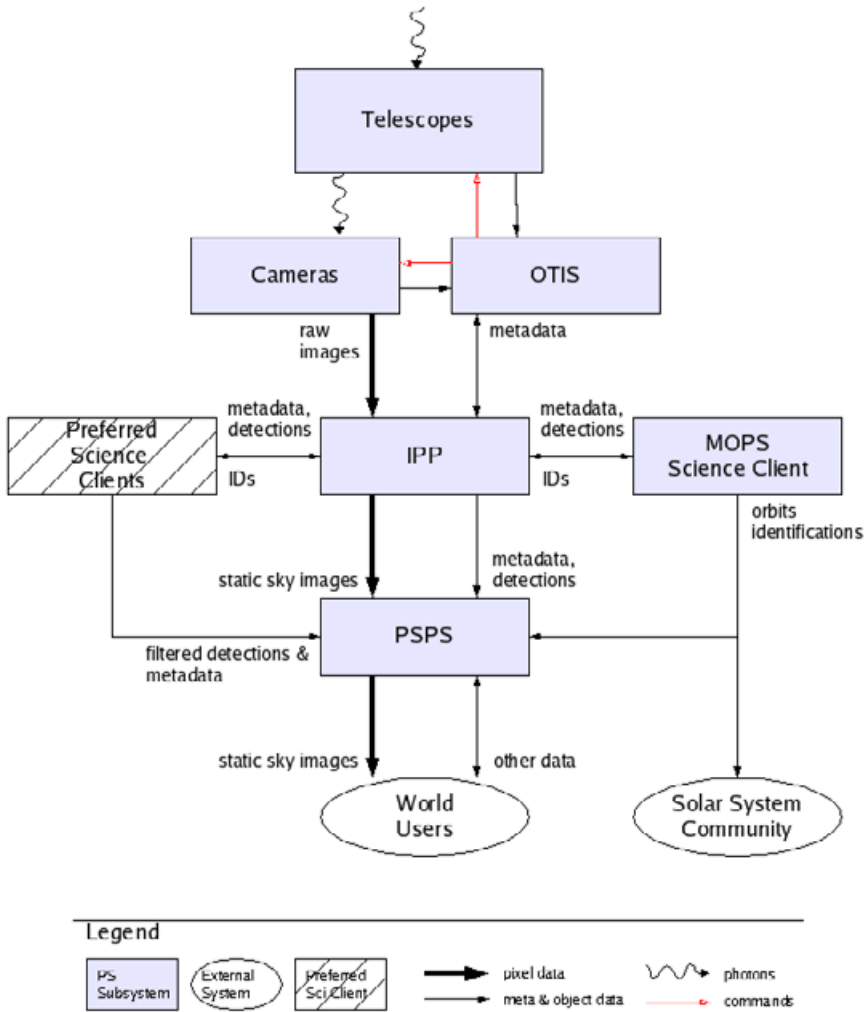 Telescopes
Cameras
OTIS
raw
images
metadata
metadata,
detections
metadata,
detections
Preferred
Science
Clients
IPP
MOPS
Science Client
IDs
IDs
orbits
identifications
metadata,
detections
static sky images
PSPS
filtered detections &
metadata
static sky images
other data
World
Users
Solar System
Community
Legend
PS
Subsystem
External
System
Preferred
Sci Client
pixel data
meta & object data
photons
commands